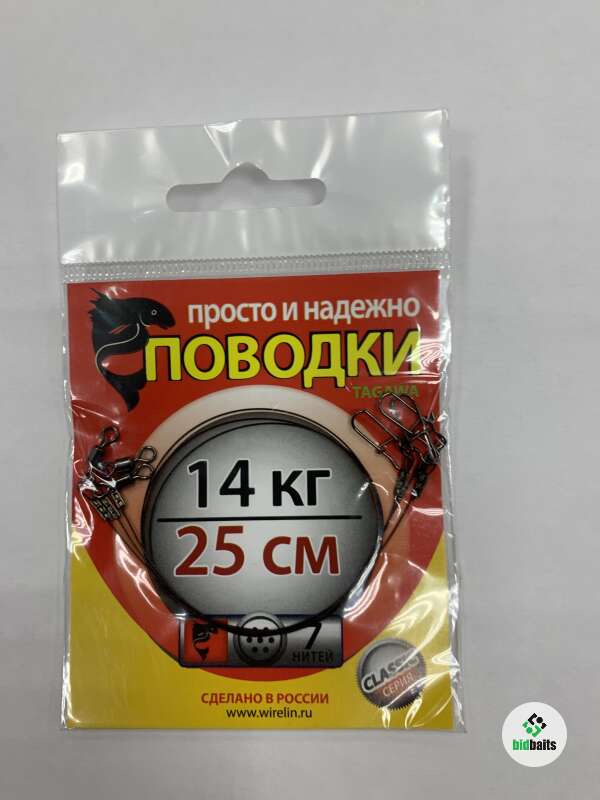 просто и надежно
ПОВОДКИ
TAGAWA
14 кг
25 см
7
НИТЕЙ
CLASSIC
СЕРИЯ
СДЕЛАНО В РОССИИ
www.wirelin.ru
bidbaits